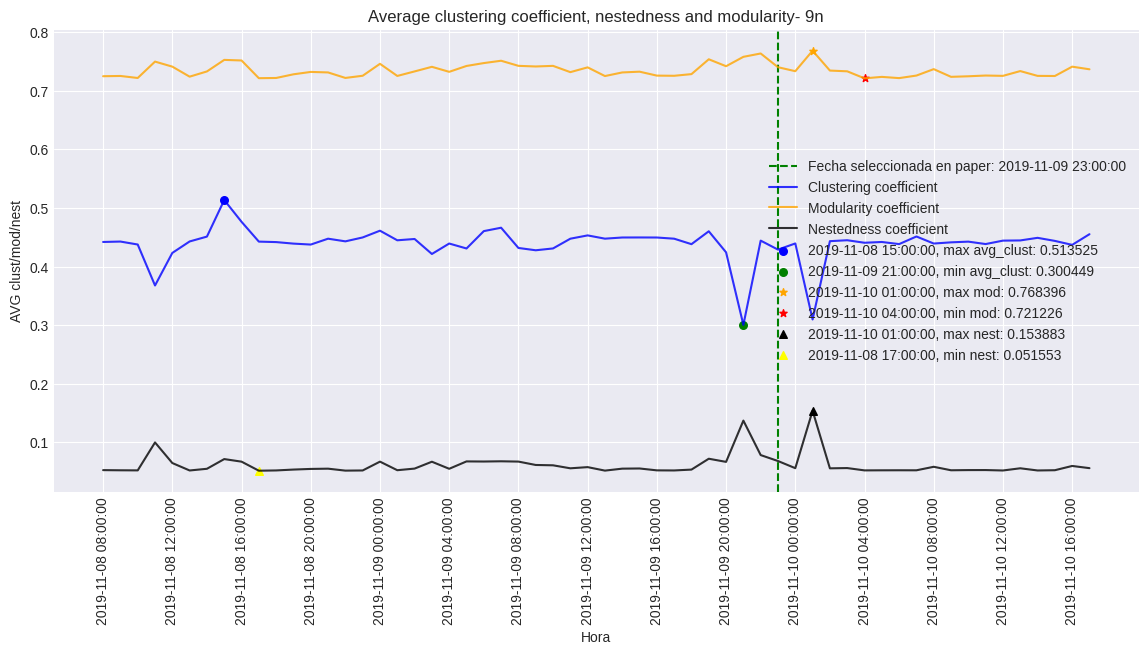 Average clustering coefficient, nestedness and modularity- 9n
AVG clust/mod/nest
0.8
0.7
0.6
0.5
0.4
0.3
0.2
0.1
Fecha seleccionada en paper: 2019-11-09 23:00:00
Clustering coefficient
Modularity coefficient
Nestedness coefficient
2019-11-08 15:00:00, max avg_clust: 0.513525
2019-11-09 21:00:00, min avg_clust: 0.300449
2019-11-10 01:00:00, max mod: 0.768396
2019-11-10 04:00:00, min mod: 0.721226
2019-11-10 01:00:00, max nest: 0.153883
2019-11-08 17:00:00, min nest: 0.051553
2019-11-08 08:00:00
2019-11-08 12:00:00
2019-11-08 16:00:00
2019-11-08 20:00:00
2019-11-09 00:00:00
2019-11-09 04:00:00
2019-11-09 08:00:00
2019-11-09 12:00:00
2019-11-09 16:00:00
2019-11-09 20:00:00
2019-11-10 00:00:00
2019-11-10 04:00:00
2019-11-10 08:00:00
2019-11-10 12:00:00
2019-11-10 16:00:00
Hora